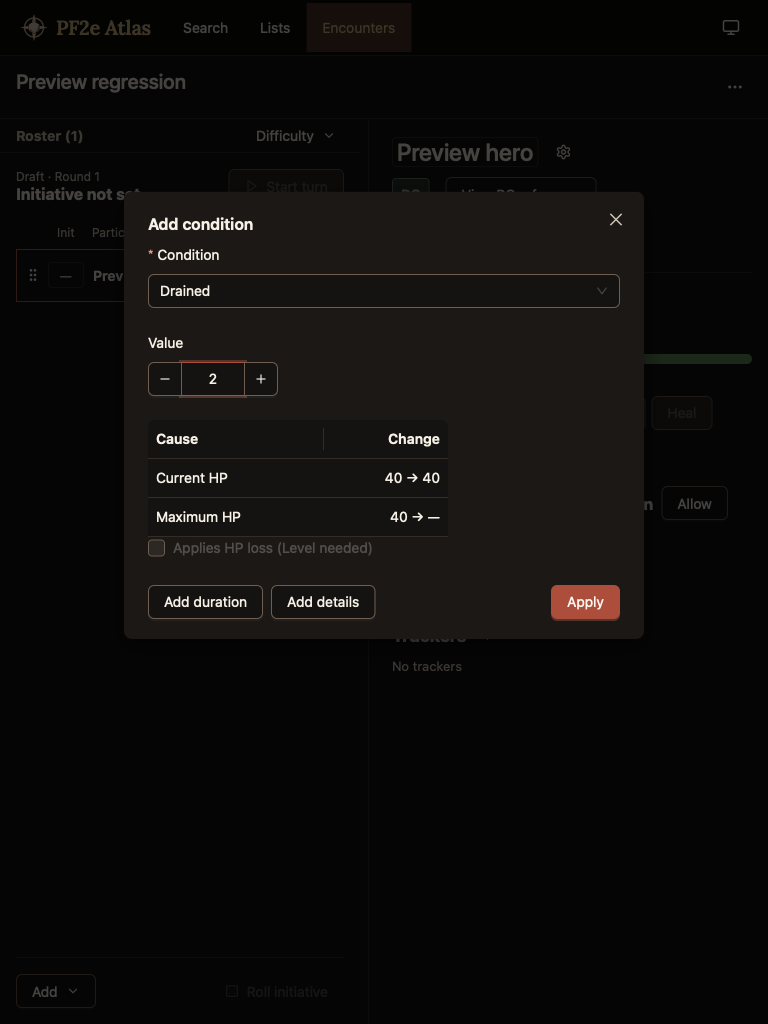 PF2e Atlas Search Lists Encounters
Preview regression ...
Roster (1) Difficulty
Preview hero
Draft · Round 1
Initiative not set
Start turn
Init
Add condition
* Condition
Drained
Value
− 2 +
Cause Change
Current HP 40 → 40
Maximum HP 40 → —
Applies HP loss (Level needed)
Add duration Add details Apply
— Prev
Heal
Allow
No trackers
Add Roll initiative